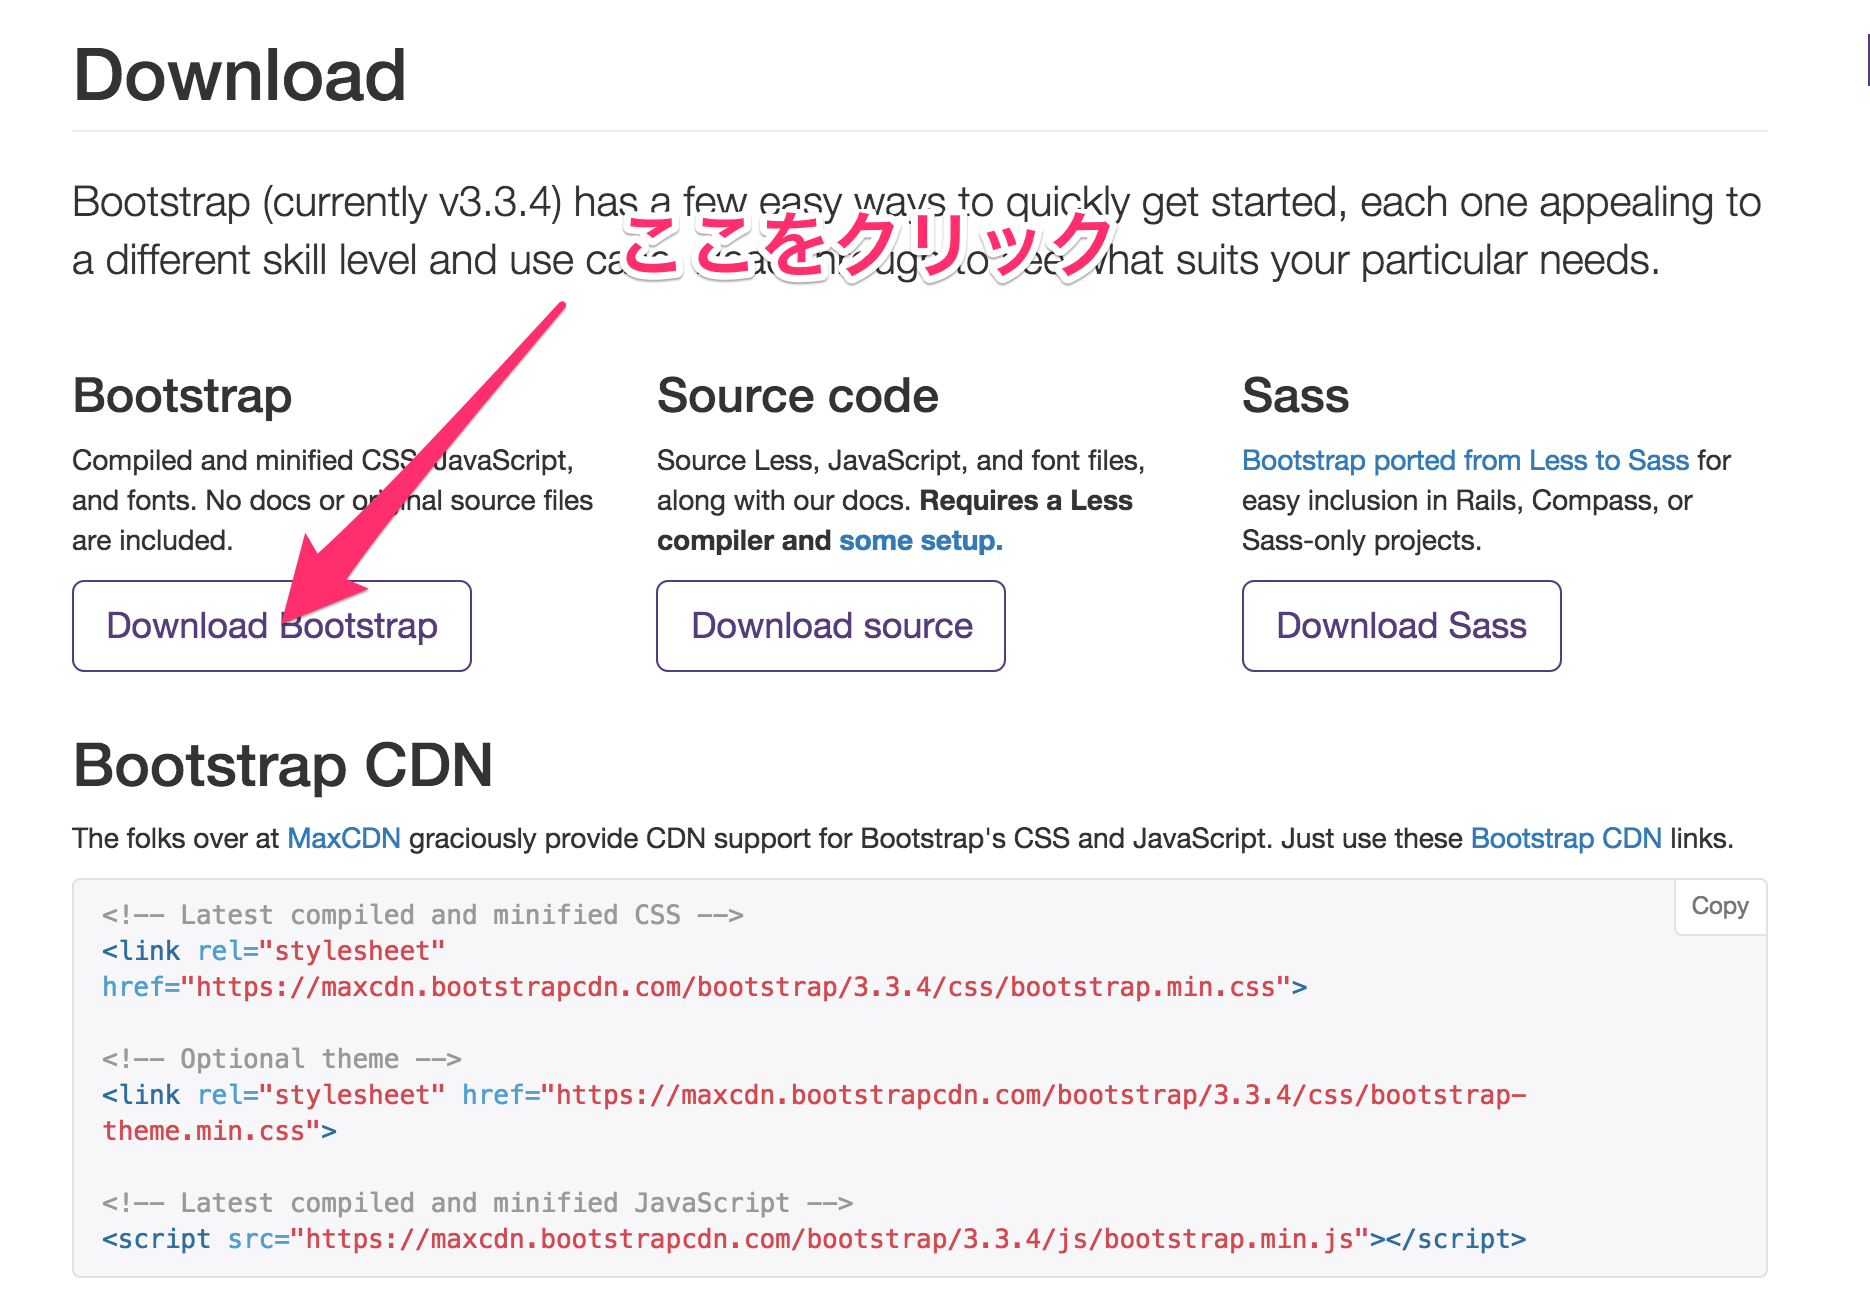 Download
Bootstrap (currently v3.3.4) has a few easy ways to quickly get started, each one appealing to
ここをクリック
a different skill level and use case. Read through to see what suits your particular needs.
Bootstrap
Compiled and minified CSS, JavaScript,
and fonts. No docs or original source files
are included.
Download Bootstrap
Source code
Source Less, JavaScript, and font files,
along with our docs. Requires a Less
compiler and some setup.
Download source
Sass
Bootstrap ported from Less to Sass for
easy inclusion in Rails, Compass, or
Sass-only projects.
Download Sass
Bootstrap CDN
The folks over at MaxCDN graciously provide CDN support for Bootstrap's CSS and JavaScript. Just use these Bootstrap CDN links.
Copy
<!-- Latest compiled and minified CSS -->
<link rel="stylesheet"
href="https://maxcdn.bootstrapcdn.com/bootstrap/3.3.4/css/bootstrap.min.css">
<!-- Optional theme -->
<link rel="stylesheet" href="https://maxcdn.bootstrapcdn.com/bootstrap/3.3.4/css/bootstrap-
theme.min.css">
<!-- Latest compiled and minified JavaScript -->
<script src="https://maxcdn.bootstrapcdn.com/bootstrap/3.3.4/js/bootstrap.min.js"></script>